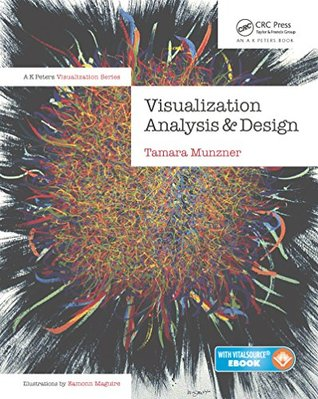 CRC Press
Taylor & Francis Group
AN A K PETERS BOOK
A K Peters Visualization Series
Visualization
Analysis & Design
Tamara Munzner
WITH VITALSOURCE®
EBOOK
Illustrations by Eamonn Maguire